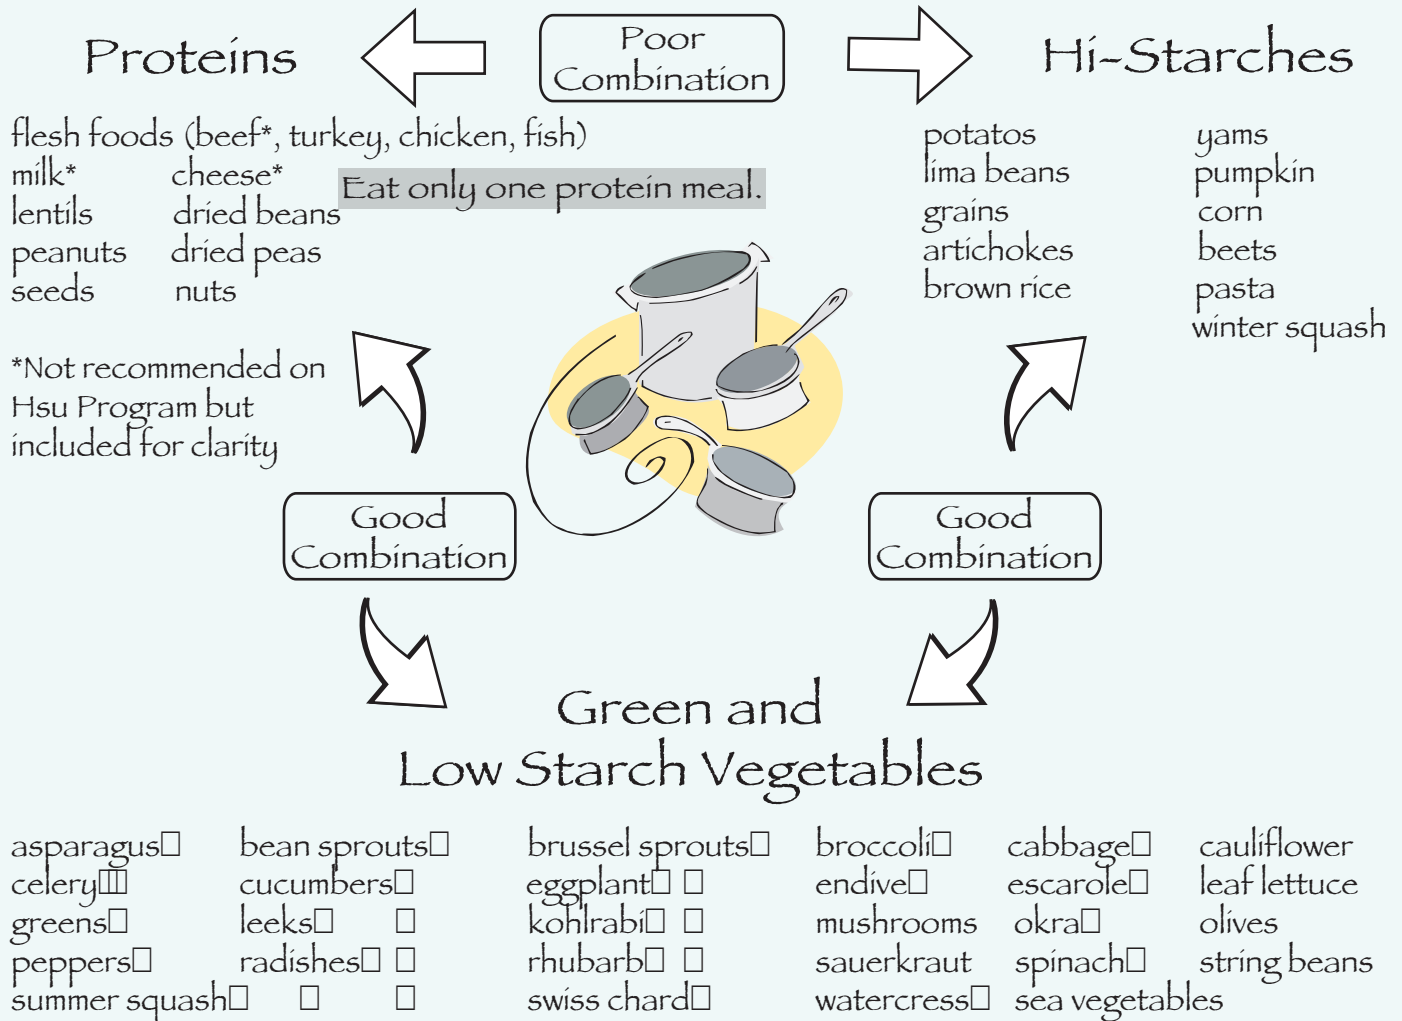 Proteins
Poor
Combination
Hi-Starches
flesh foods (beef*, turkey, chicken, fish)
milk* cheese*
lentils dried beans
peanuts dried peas
seeds nuts
Eat only one protein meal.
*Not recommended on
Hsu Program but
included for clarity
potatos yams
lima beans pumpkin
grains corn
artichokes beets
brown rice pasta
winter squash
Good
Combination
Good
Combination
Green and
Low Starch Vegetables
asparagus□ bean sprouts□ brussel sprouts□ broccoli□ cabbage□ cauliflower
celery□□□ cucumbers□ eggplant□ □ endive□ escarole□ leaf lettuce
greens□ leeks□ □ kohlrabi□ □ mushrooms okra□ olives
peppers□ radishes□ □ rhubarb□ □ sauerkraut spinach□ string beans
summer squash□ □ □ swiss chard□ watercress□ sea vegetables